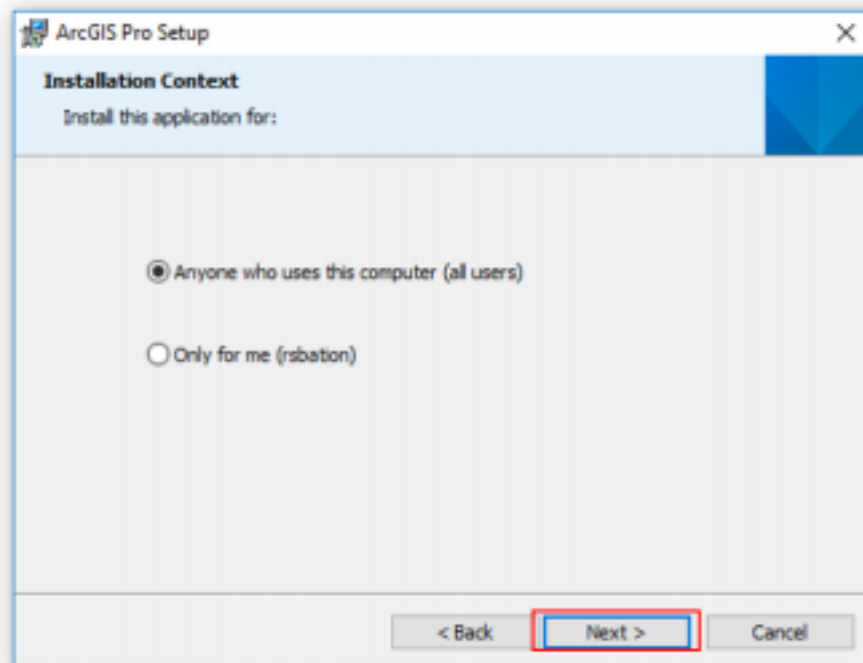 ArcGIS Pro Setup
Installation Context
Install this application for:
Anyone who uses this computer (all users)
Only for me (rsbation)
< Back Next > Cancel